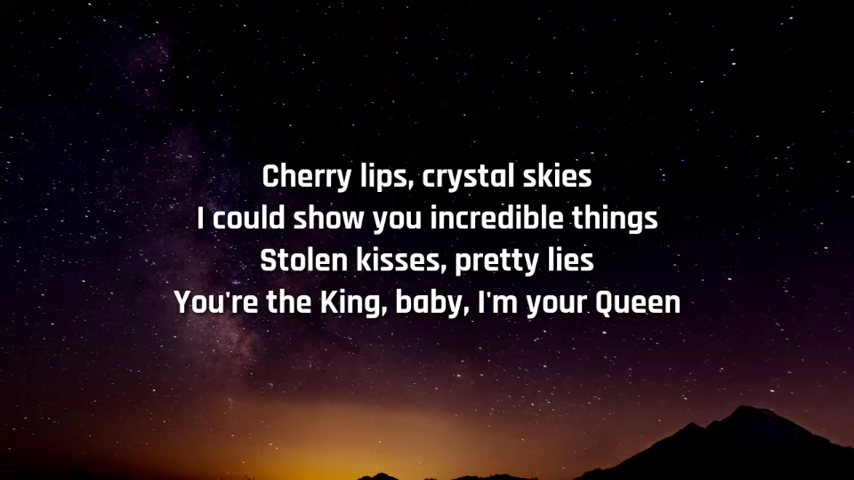 Cherry lips, crystal skies
I could show you incredible things
Stolen kisses, pretty lies
You're the King, baby, I'm your Queen